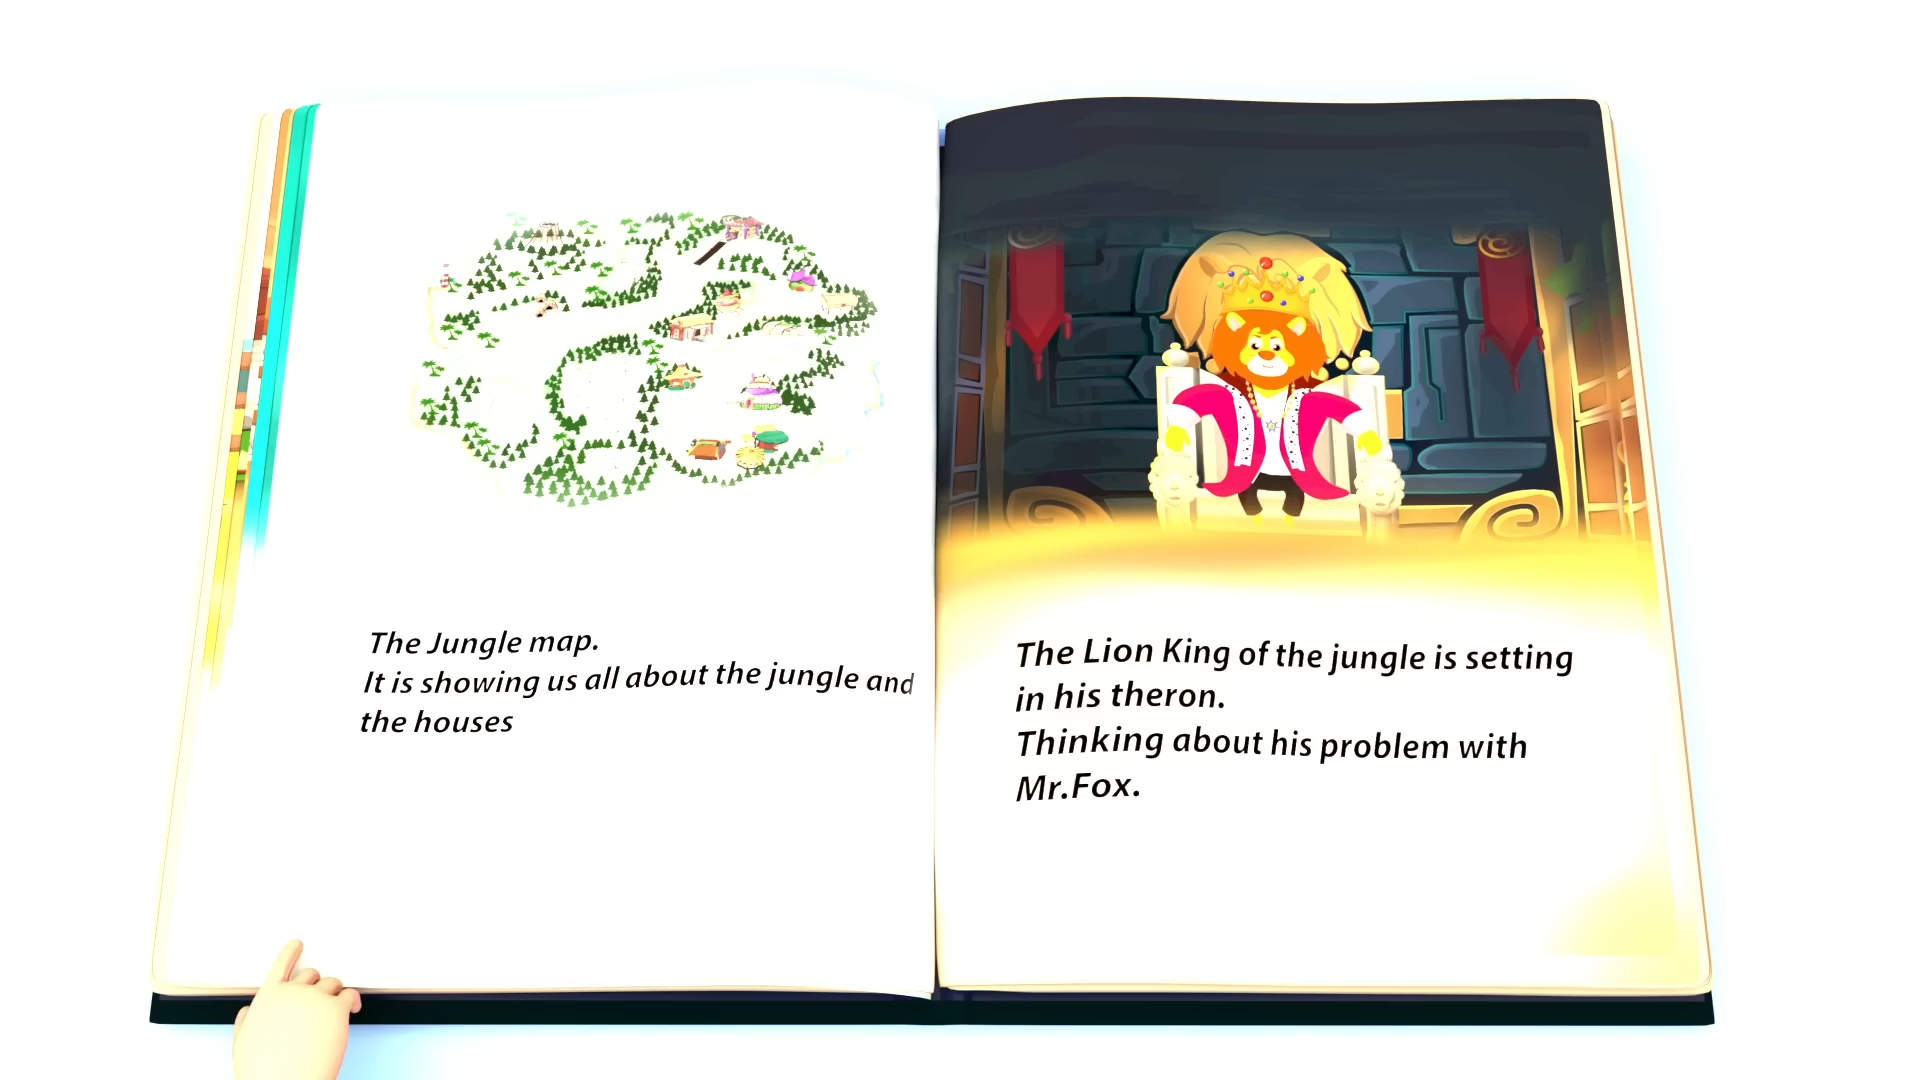 The Jungle map.
It is showing us all about the jungle and
the houses
The Lion King of the jungle is setting
in his theron.
Thinking about his problem with
Mr.Fox.